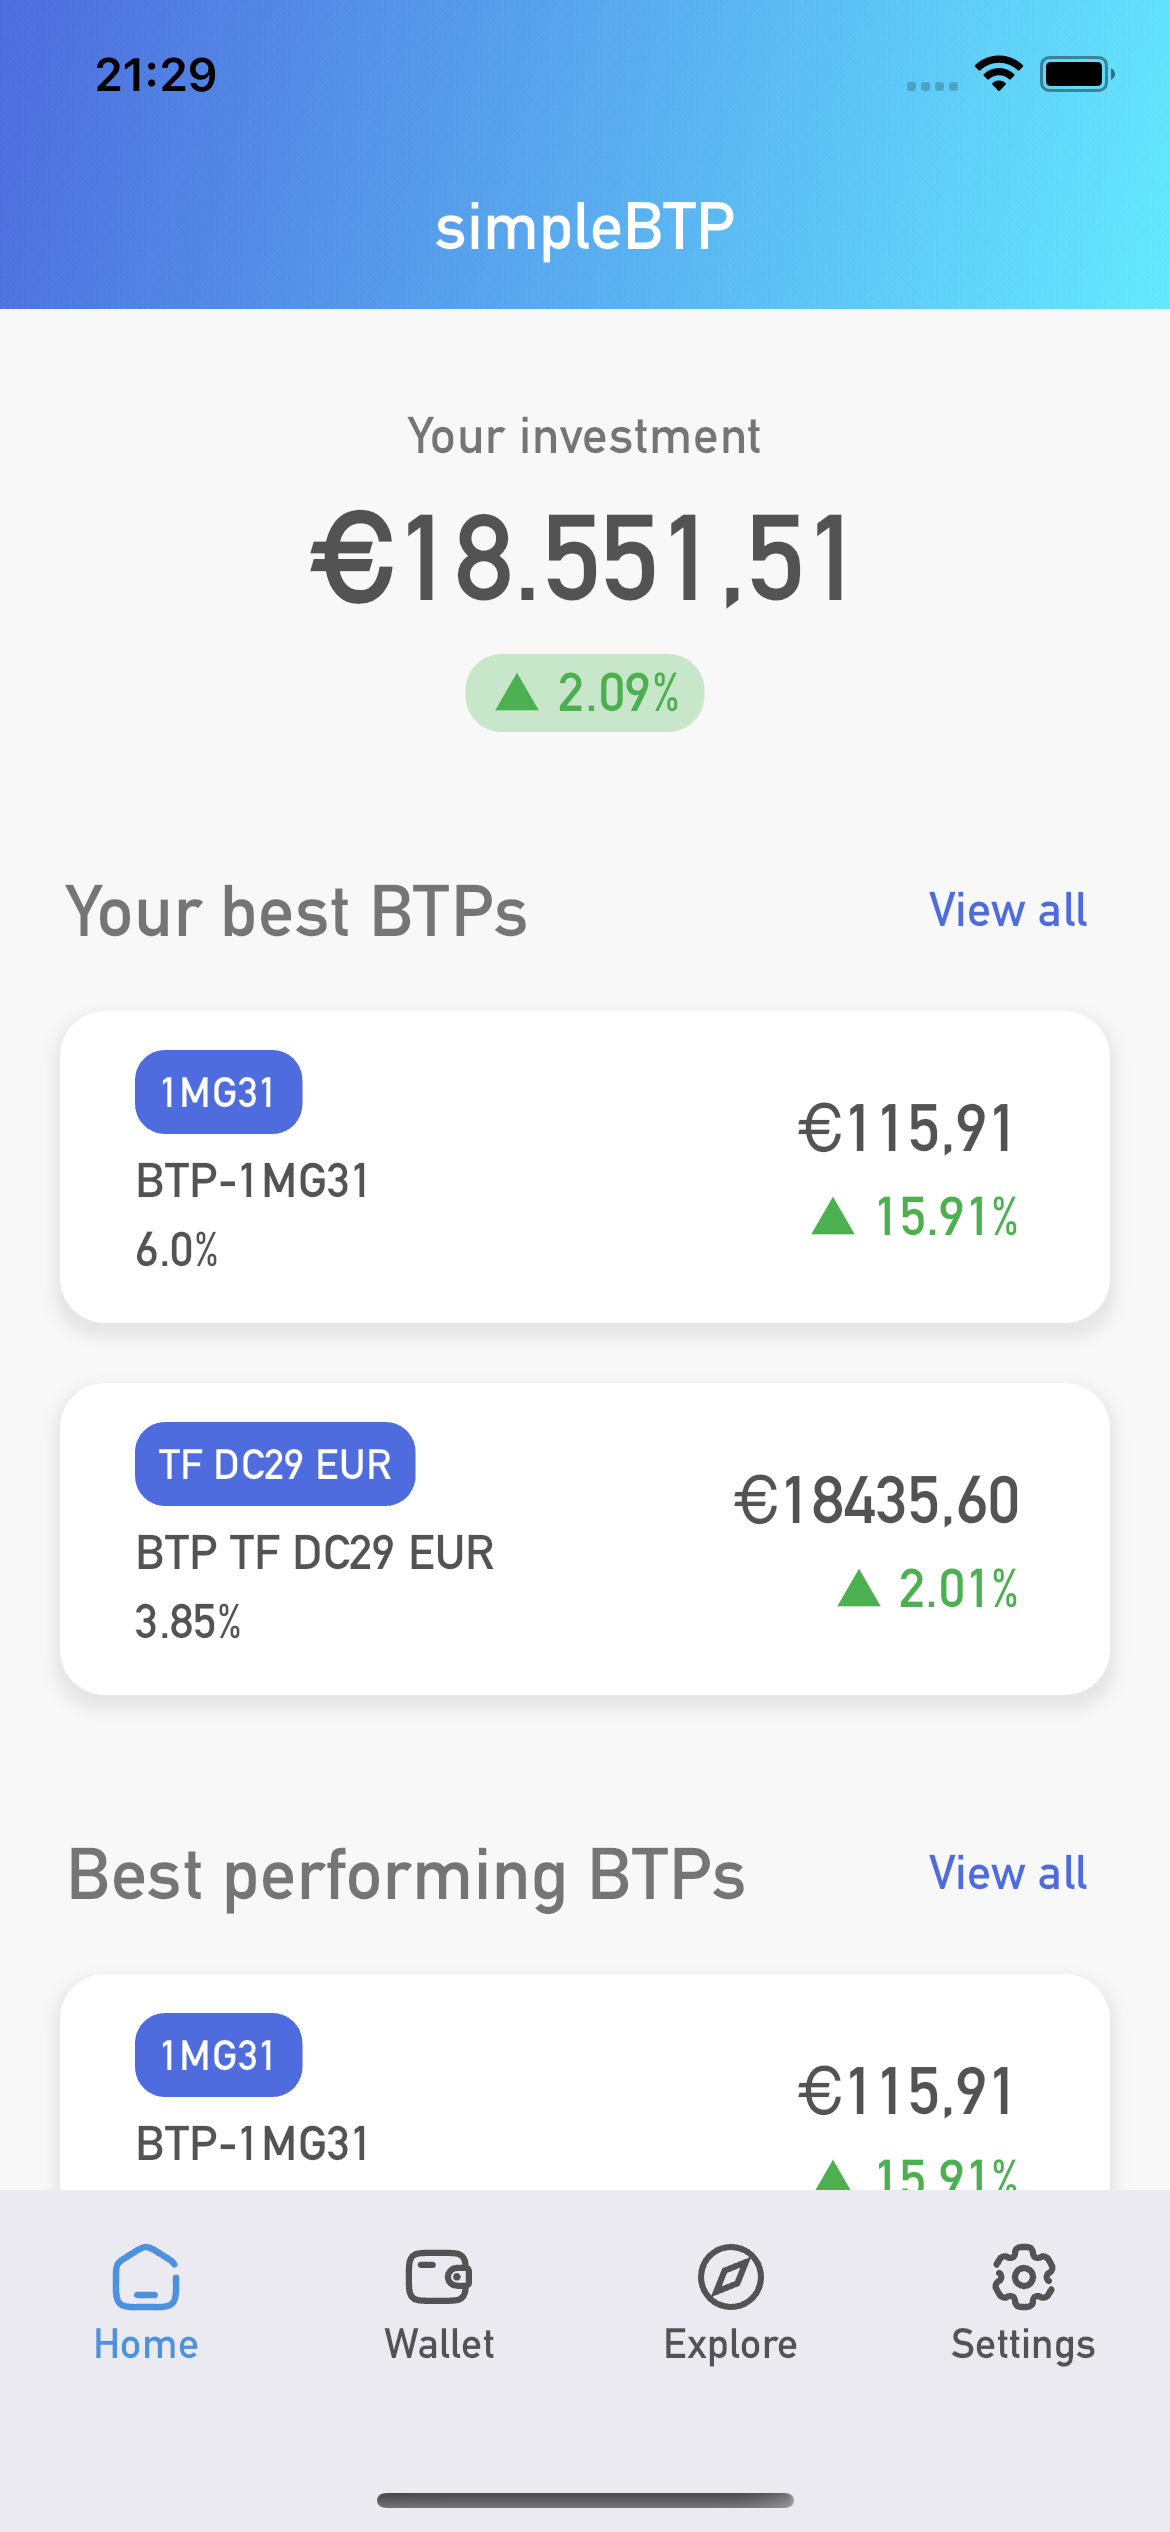 21:29
simpleBTP
Your investment
€18.551,51
▲ 2.09%
Your best BTPs
View all
1MG31
BTP-1MG31
6.0%
€115,91
▲ 15.91%
TF DC29 EUR
BTP TF DC29 EUR
3.85%
€18435,60
▲ 2.01%
Best performing BTPs
View all
1MG31
BTP-1MG31
€115,91
▲ 15.91%
Home
Wallet
Explore
Settings